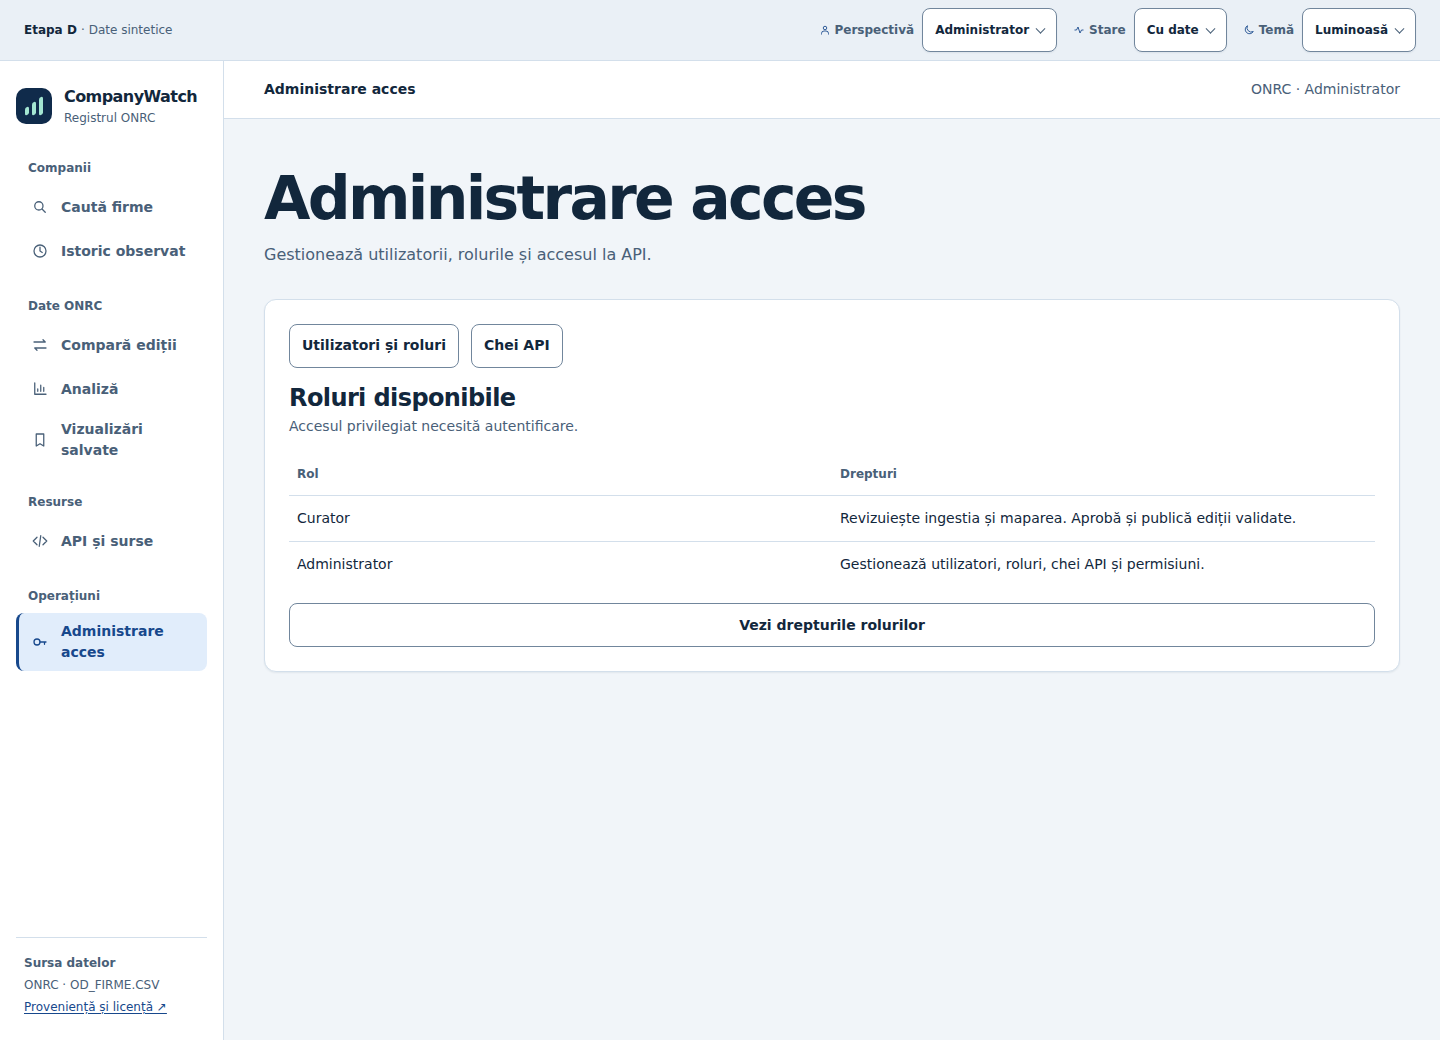 Etapa D · Date sintetice
Perspectivă
Administrator
Stare
Cu date
Temă
Luminoasă
CompanyWatch
Registrul ONRC
Companii
Caută firme
Istoric observat
Date ONRC
Compară ediții
Analiză
Vizualizări
salvate
Resurse
API și surse
Operațiuni
Administrare
acces
Sursa datelor
ONRC · OD_FIRME.CSV
Proveniență și licență ↗
Administrare acces
ONRC · Administrator
Administrare acces
Gestionează utilizatorii, rolurile și accesul la API.
Utilizatori și roluri
Chei API
Roluri disponibile
Accesul privilegiat necesită autentificare.
Rol
Drepturi
Curator
Revizuiește ingestia și maparea. Aprobă și publică ediții validate.
Administrator
Gestionează utilizatori, roluri, chei API și permisiuni.
Vezi drepturile rolurilor